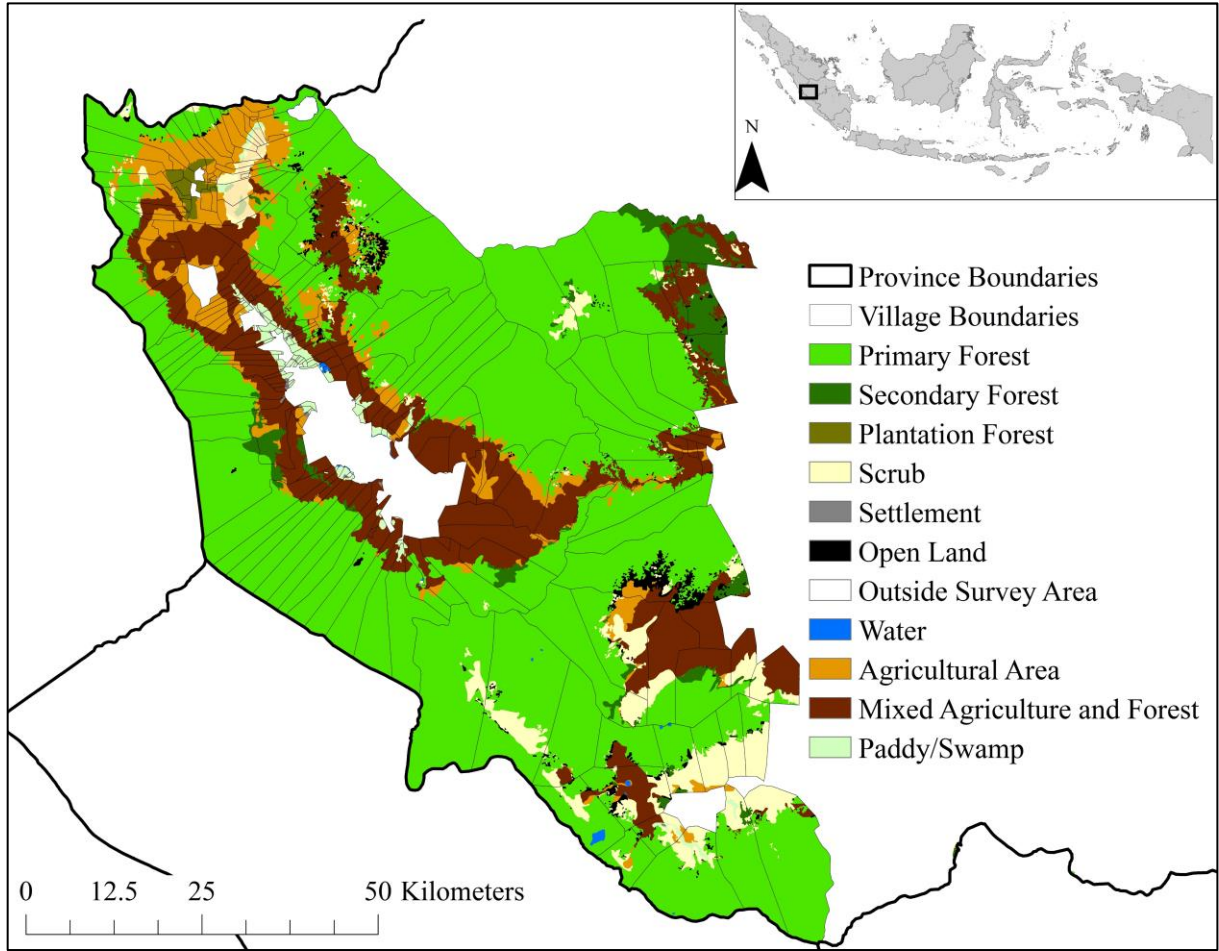 N
Province Boundaries
Village Boundaries
Primary Forest
Secondary Forest
Plantation Forest
Scrub
Settlement
Open Land
Outside Survey Area
Water
Agricultural Area
Mixed Agriculture and Forest
Paddy/Swamp
0 12.5 25 50 Kilometers